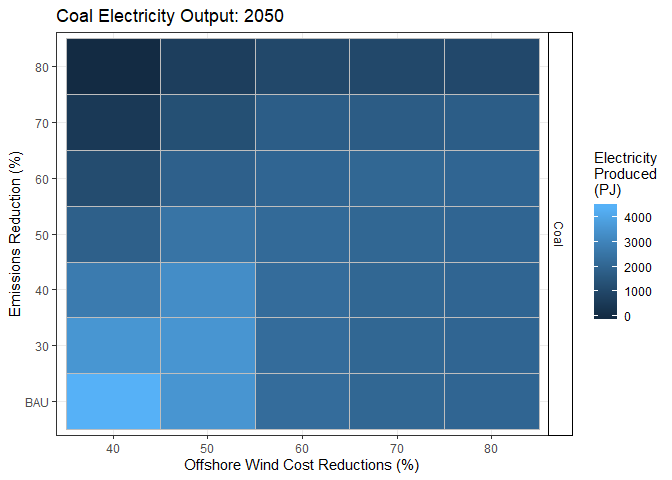 Coal Electricity Output: 2050
Emissions Reduction (%)
80
70
60
50
40
30
BAU
40 50 60 70 80
Offshore Wind Cost Reductions (%)
Coal
Electricity
Produced
(PJ)
4000
3000
2000
1000
0